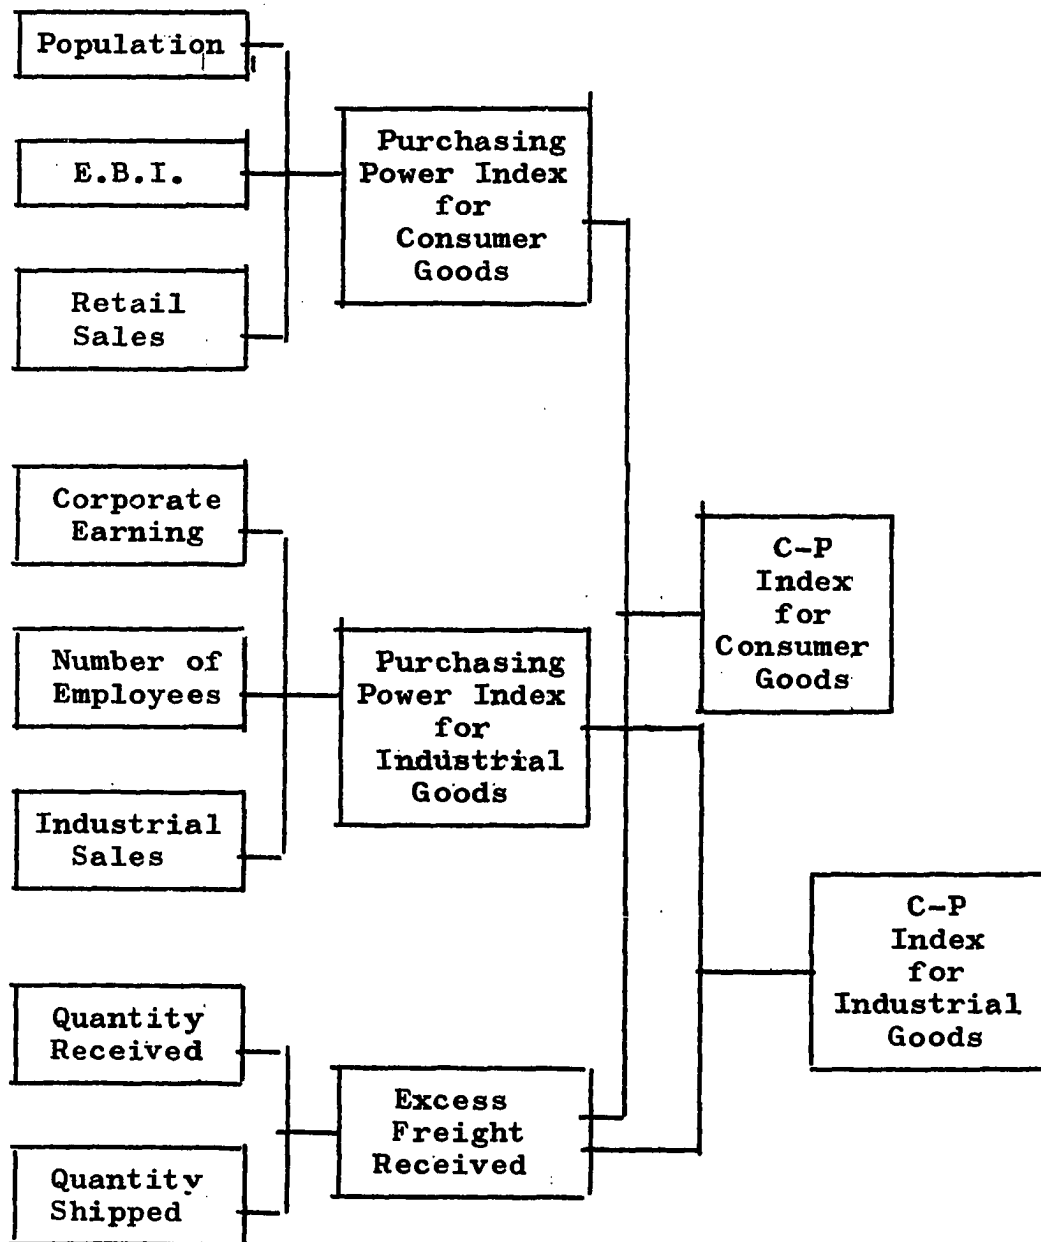 Population
E.B.I.
Retail
Sales
Purchasing
Power Index
for
Consumer
Goods
Corporate
Earning
Number of
Employees
Industrial
Sales
Purchasing
Power Index
for
Industrial
Goods
C-P
Index
for
Consumer
Goods
Quantity
Received
Quantity
Shipped
Excess
Freight
Received
C-P
Index
for
Industrial
Goods